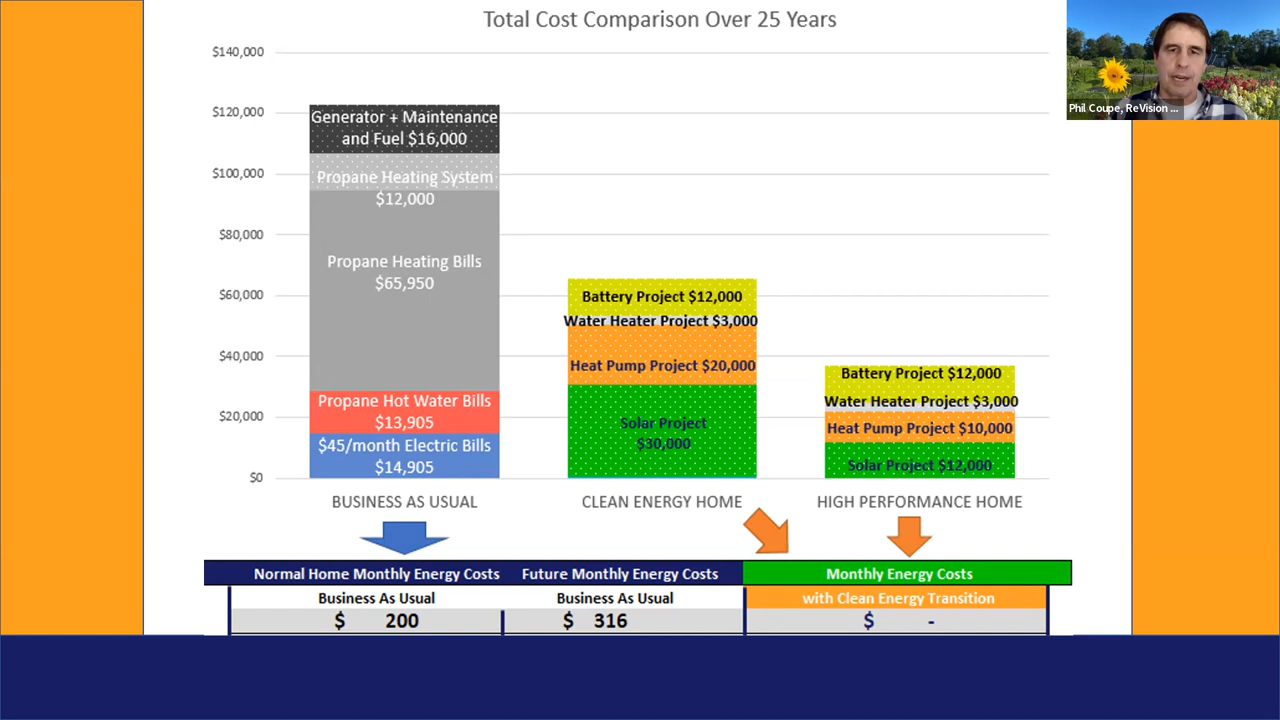 Total Cost Comparison Over 25 Years
Phil Coupe, ReVision ...
$140,000
$120,000
$100,000
$80,000
$60,000
$40,000
$20,000
$0
Generator + Maintenance
and Fuel $16,000
Propane Heating System
$12,000
Propane Heating Bills
$65,950
Propane Hot Water Bills
$13,905
$45/month Electric Bills
$14,905
Battery Project $12,000
Water Heater Project $3,000
Heat Pump Project $20,000
Solar Project
$30,000
Battery Project $12,000
Water Heater Project $3,000
Heat Pump Project $10,000
Solar Project $12,000
BUSINESS AS USUAL
CLEAN ENERGY HOME
HIGH PERFORMANCE HOME
Normal Home Monthly Energy Costs
Future Monthly Energy Costs
Monthly Energy Costs
Business As Usual
Business As Usual
with Clean Energy Transition
$ 200
$ 316
$ -